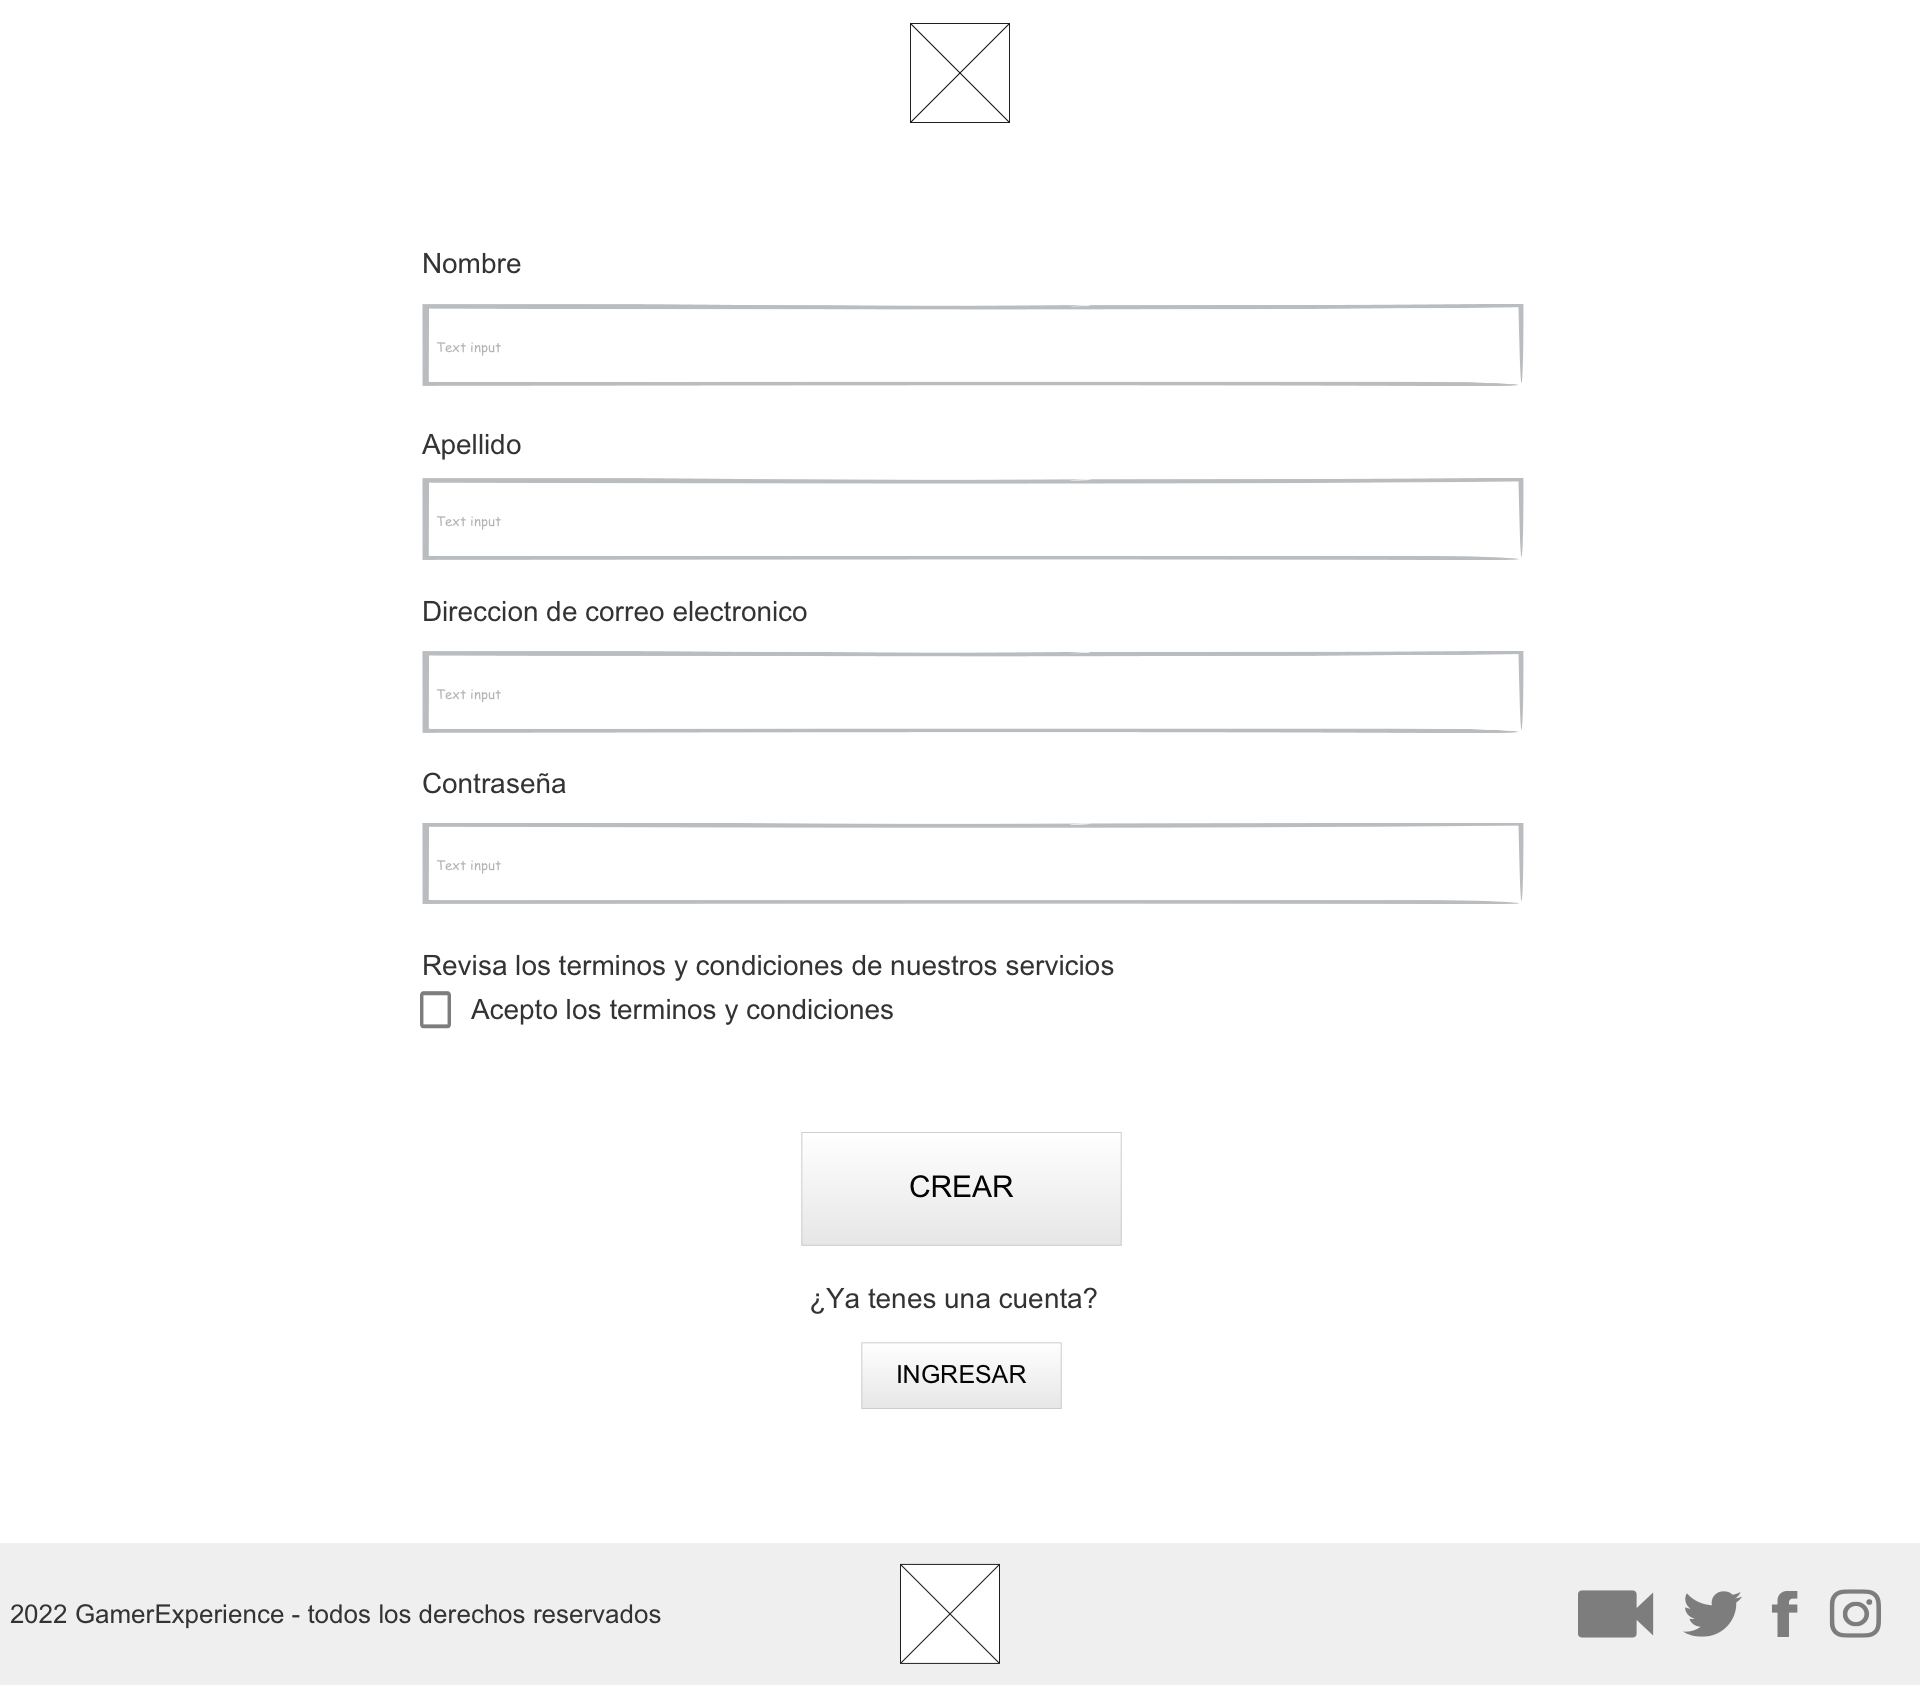 Nombre
Text input
Apellido
Text input
Direccion de correo electronico
Text input
Contraseña
Text input
Revisa los terminos y condiciones de nuestros servicios
Acepto los terminos y condiciones
CREAR
¿Ya tenes una cuenta?
INGRESAR
2022 GamerExperience - todos los derechos reservados